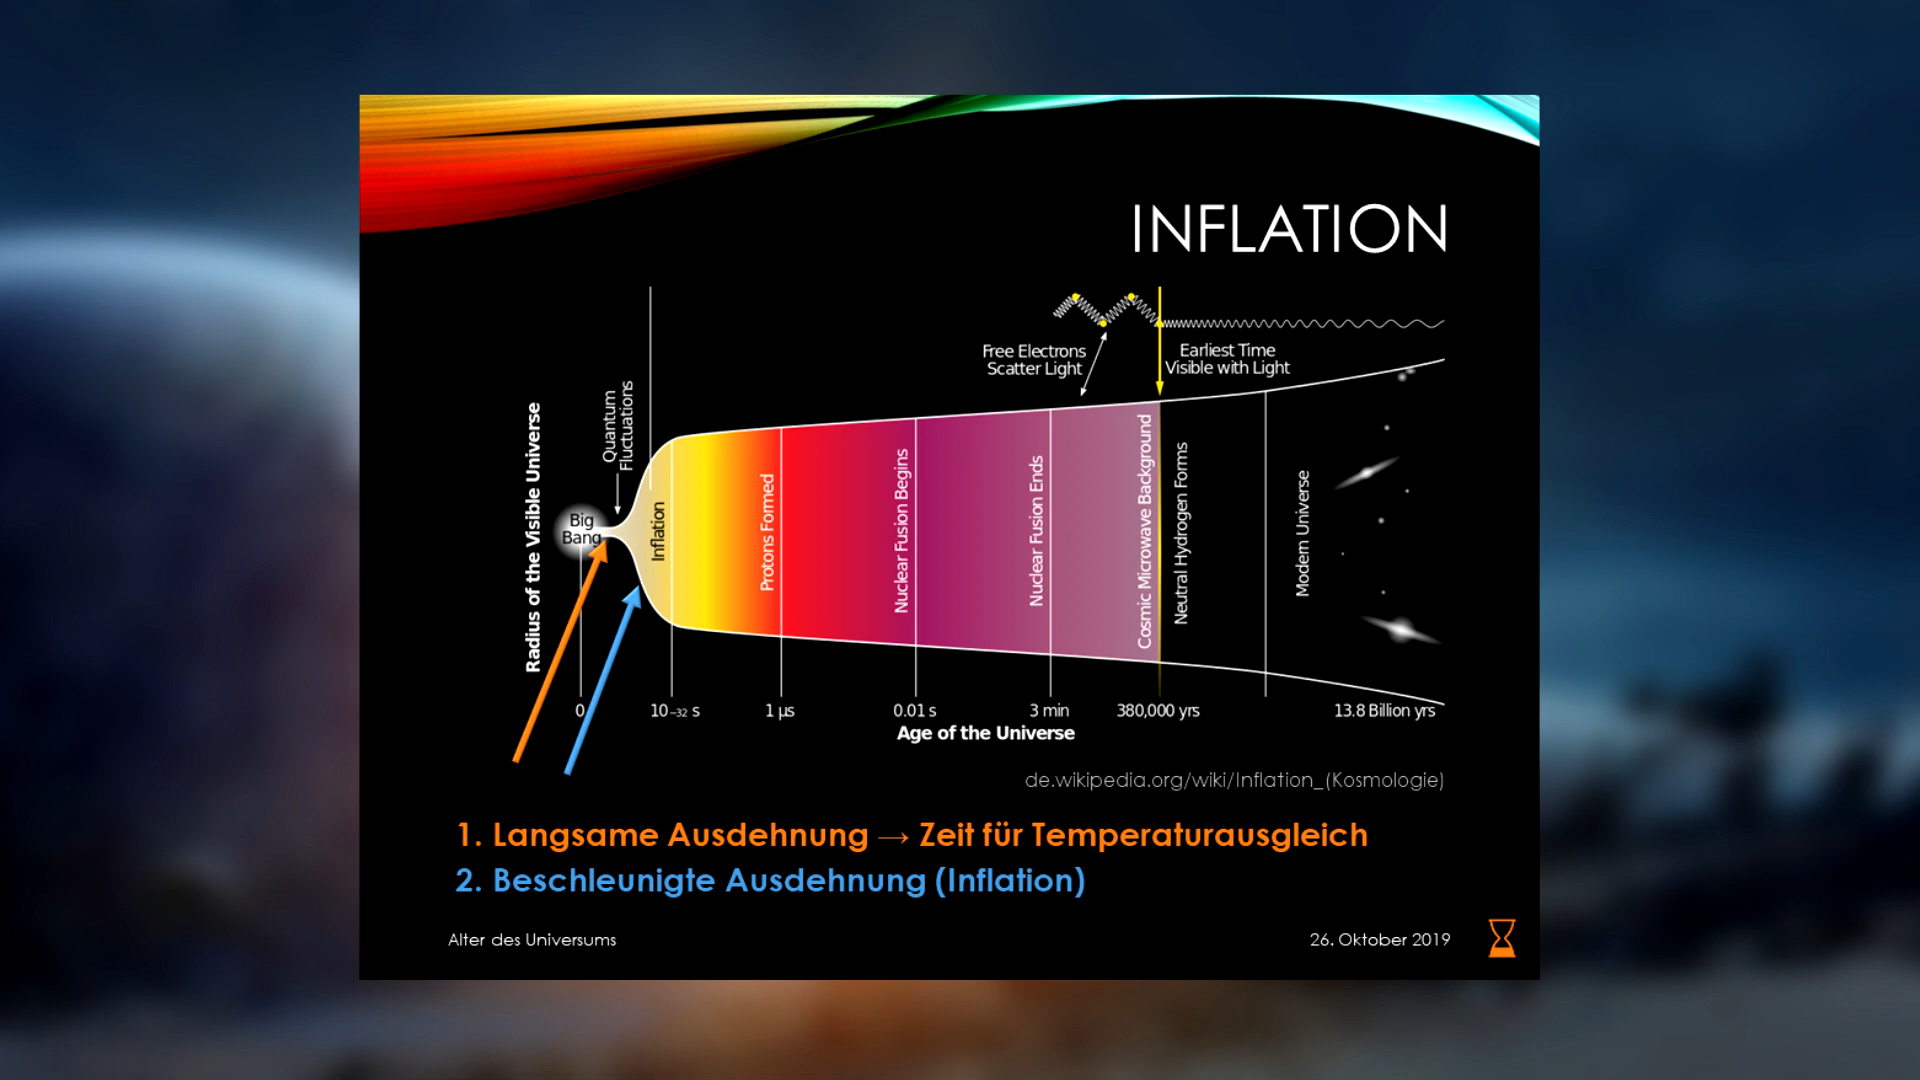 INFLATION
Free Electrons
Scatter Light
Earliest Time
Visible with Light
Radius of the Visible Universe
Quantum
Fluctuations
Big
Bang
Inflation
Protons Formed
Nuclear Fusion Begins
Nuclear Fusion Ends
Cosmic Microwave Background
Neutral Hydrogen Forms
Modern Universe
0
10−32 s
1 µs
0.01 s
3 min
380,000 yrs
13.8 Billion yrs
Age of the Universe
de.wikipedia.org/wiki/Inflation_(Kosmologie)
1. Langsame Ausdehnung → Zeit für Temperaturausgleich
2. Beschleunigte Ausdehnung (Inflation)
Alter des Universums
26. Oktober 2019